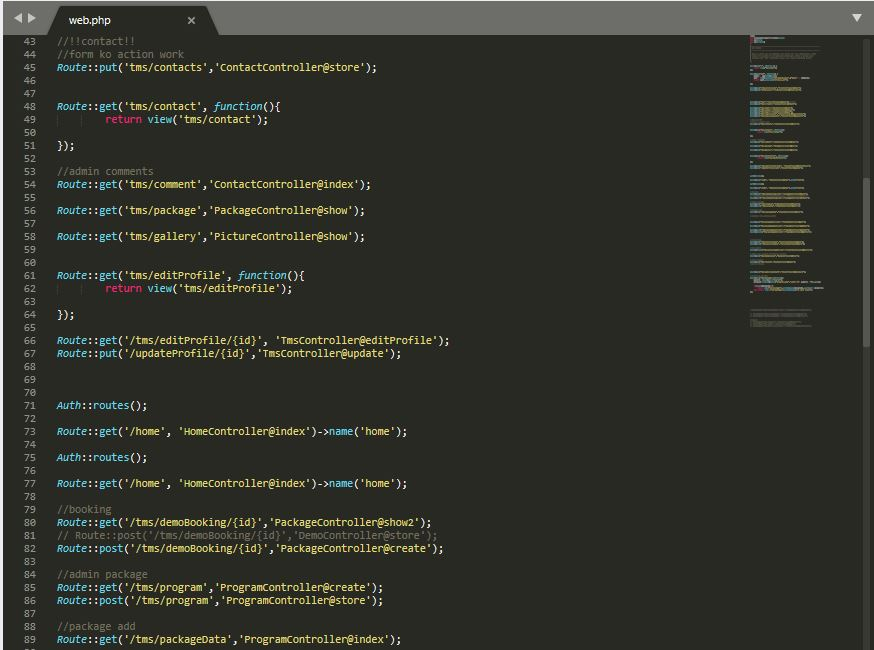 web.php
43 //!!contact!!
44 //form ko action work
45 Route::put('tms/contacts','ContactController@store');
46
47
48 Route::get('tms/contact', function(){
49 return view('tms/contact');
50
51 });
52
53 //admin comments
54 Route::get('tms/comment','ContactController@index');
55
56 Route::get('tms/package','PackageController@show');
57
58 Route::get('tms/gallery','PictureController@show');
59
60
61 Route::get('tms/editProfile', function(){
62 return view('tms/editProfile');
63
64 });
65
66 Route::get('/tms/editProfile/{id}', 'TmsController@editProfile');
67 Route::put('/updateProfile/{id}','TmsController@update');
68
69
70
71 Auth::routes();
72
73 Route::get('/home', 'HomeController@index')->name('home');
74
75 Auth::routes();
76
77 Route::get('/home', 'HomeController@index')->name('home');
78
79 //booking
80 Route::get('/tms/demoBooking/{id}','PackageController@show2');
81 // Route::post('/tms/demoBooking/{id}','DemoController@store');
82 Route::post('/tms/demoBooking/{id}','PackageController@create');
83
84 //admin package
85 Route::get('/tms/program','ProgramController@create');
86 Route::post('/tms/program','ProgramController@store');
87
88 //package add
89 Route::get('/tms/packageData','ProgramController@index');